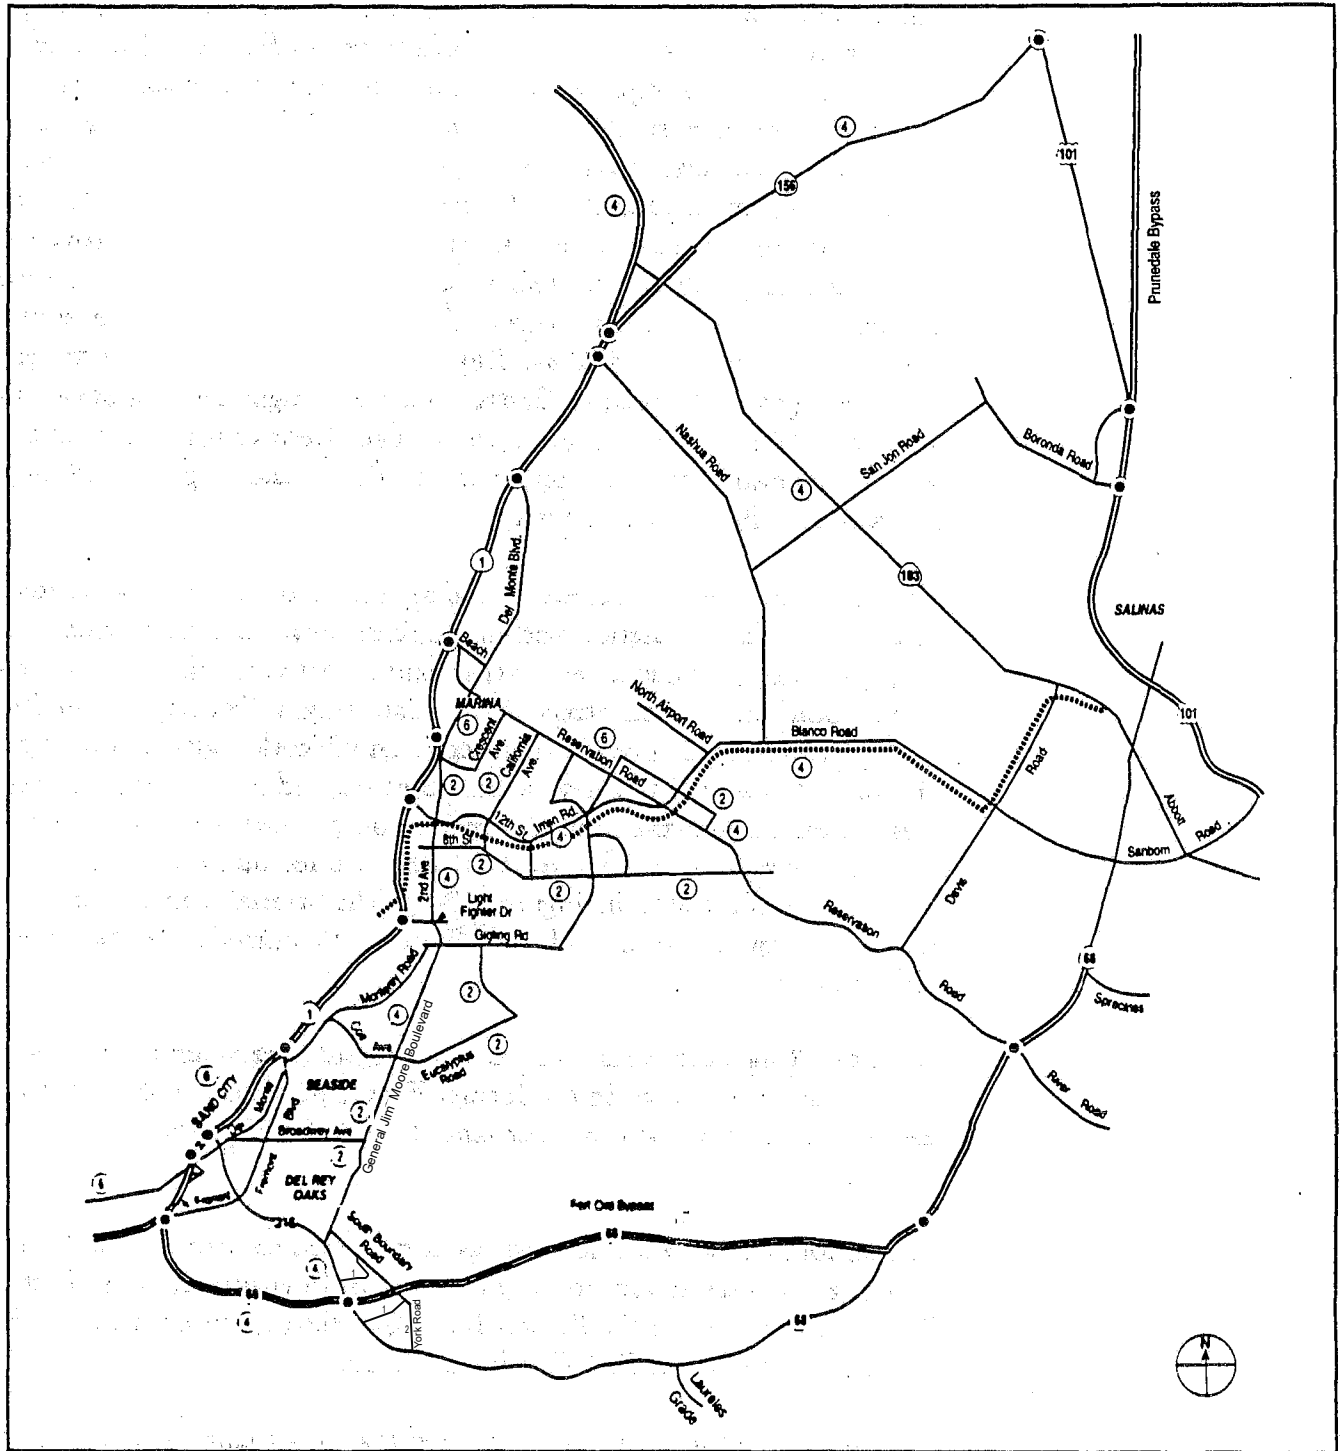 4
101
156
4
Prunedale Bypass
Nashua Road
San Jon Road
Boronda Road
4
1
Del Monte Blvd.
183
SALINAS
Beach
MARINA
North Airport Road
6
Crescent
Ave.
California
Ave.
Reservation
Road
6
Blanco Road
4
101
Road
2
2
12th St
Imjin Rd.
4
2
4
Abbott
Road
Sanborn
8th St
2
2nd Ave
4
2
2
Davis
Light
Fighter Dr
Gigling Rd
Reservation
Road
68
Spreckles
Monterey Road
2
1
4
Coe
Ave
2
Eucalyptus
Road
General Jim Moore Boulevard
River
Road
6
SAND CITY
Del Monte
Blvd
SEASIDE
2
Broadway Ave
2
2
Fremont
DEL REY
OAKS
6
Fremont
218
South Boundary
Road
Fort Ord Bypass
68
4
68
4
1
1
2
York Road
68
Laureles
Grade
N